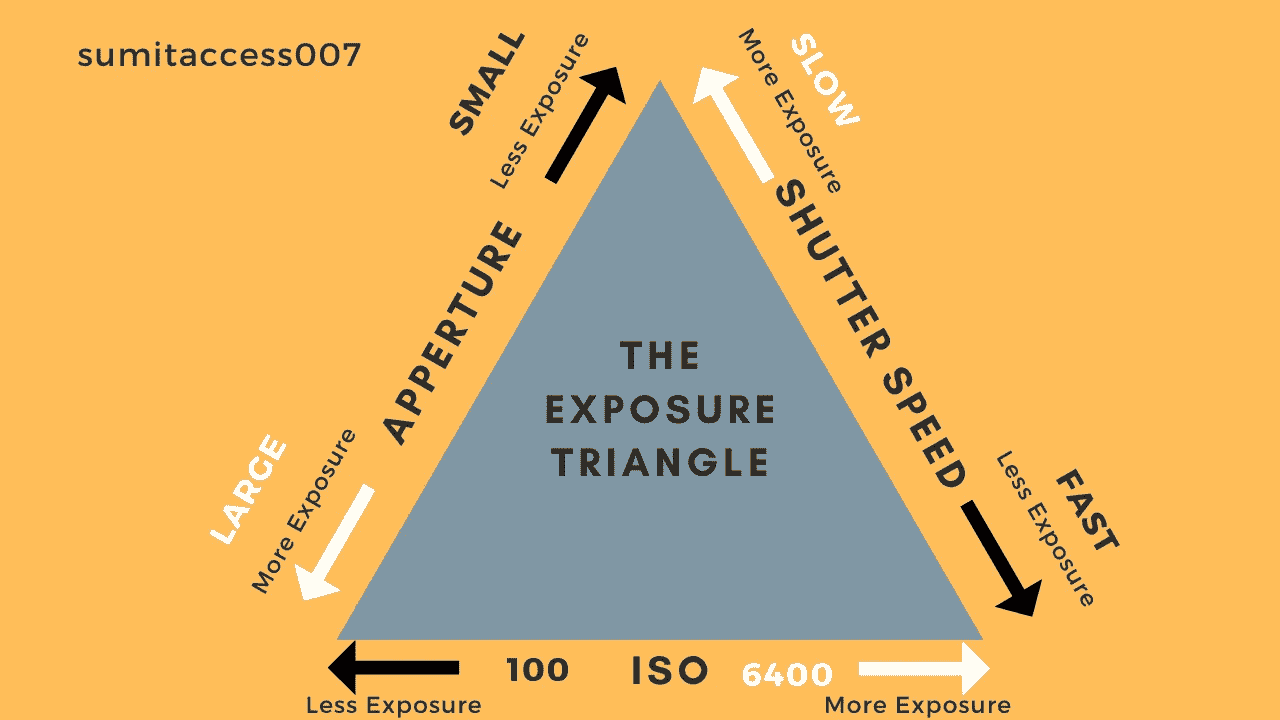 sumitaccess007
SMALL
Less Exposure
SLOW
More Exposure
APPERTURE
SHUTTER SPEED
THE
EXPOSURE
TRIANGLE
LARGE
More Exposure
FAST
Less Exposure
100 ISO 6400
Less Exposure
More Exposure